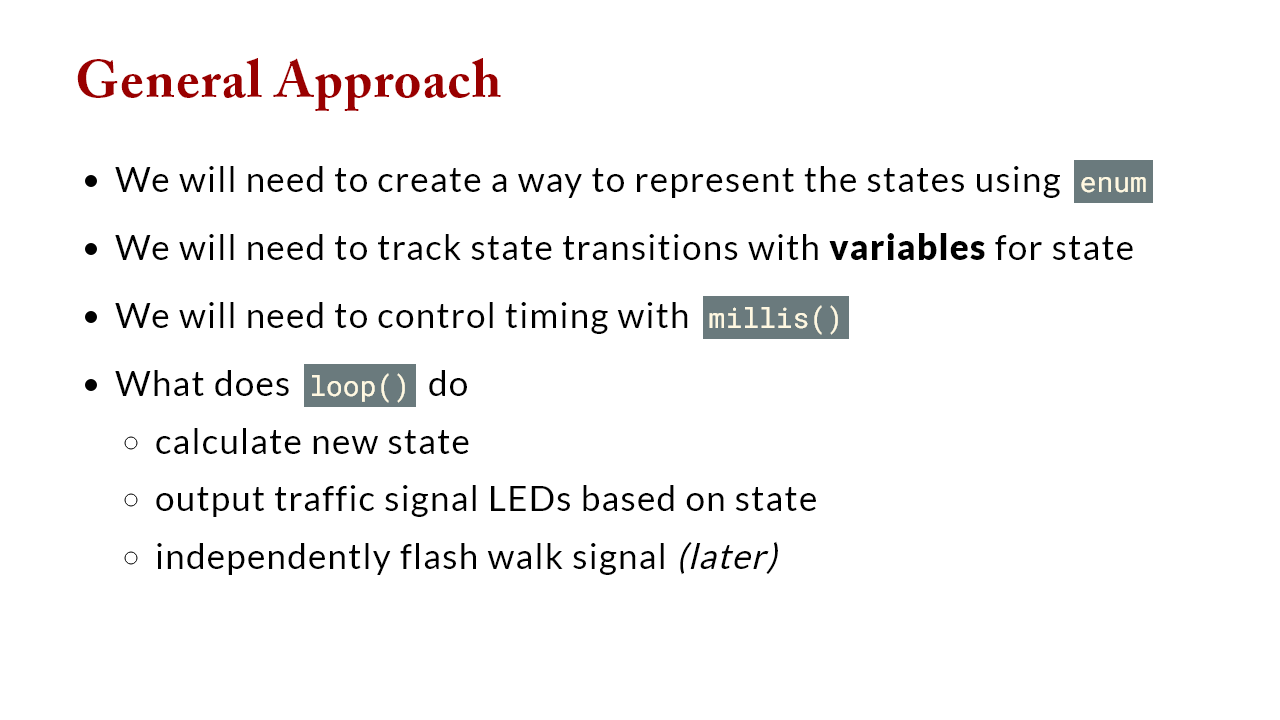 General Approach
• We will need to create a way to represent the states using enum
• We will need to track state transitions with variables for state
• We will need to control timing with millis()
• What does loop() do
○ calculate new state
○ output traffic signal LEDs based on state
○ independently flash walk signal (later)